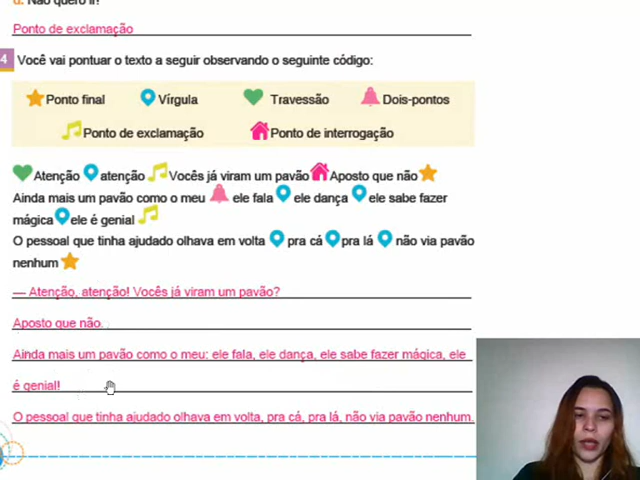 d. Não quero ir!
Ponto de exclamação
4 Você vai pontuar o texto a seguir observando o seguinte código:
Ponto final Vírgula Travessão Dois-pontos
Ponto de exclamação Ponto de interrogação
Atenção atenção Vocês já viram um pavão Aposto que não
Ainda mais um pavão como o meu ele fala ele dança ele sabe fazer
mágica ele é genial
O pessoal que tinha ajudado olhava em volta pra cá pra lá não via pavão
nenhum
— Atenção, atenção! Vocês já viram um pavão?
Aposto que não.
Ainda mais um pavão como o meu: ele fala, ele dança, ele sabe fazer mágica, ele
é genial!
O pessoal que tinha ajudado olhava em volta, pra cá, pra lá, não via pavão nenhum.